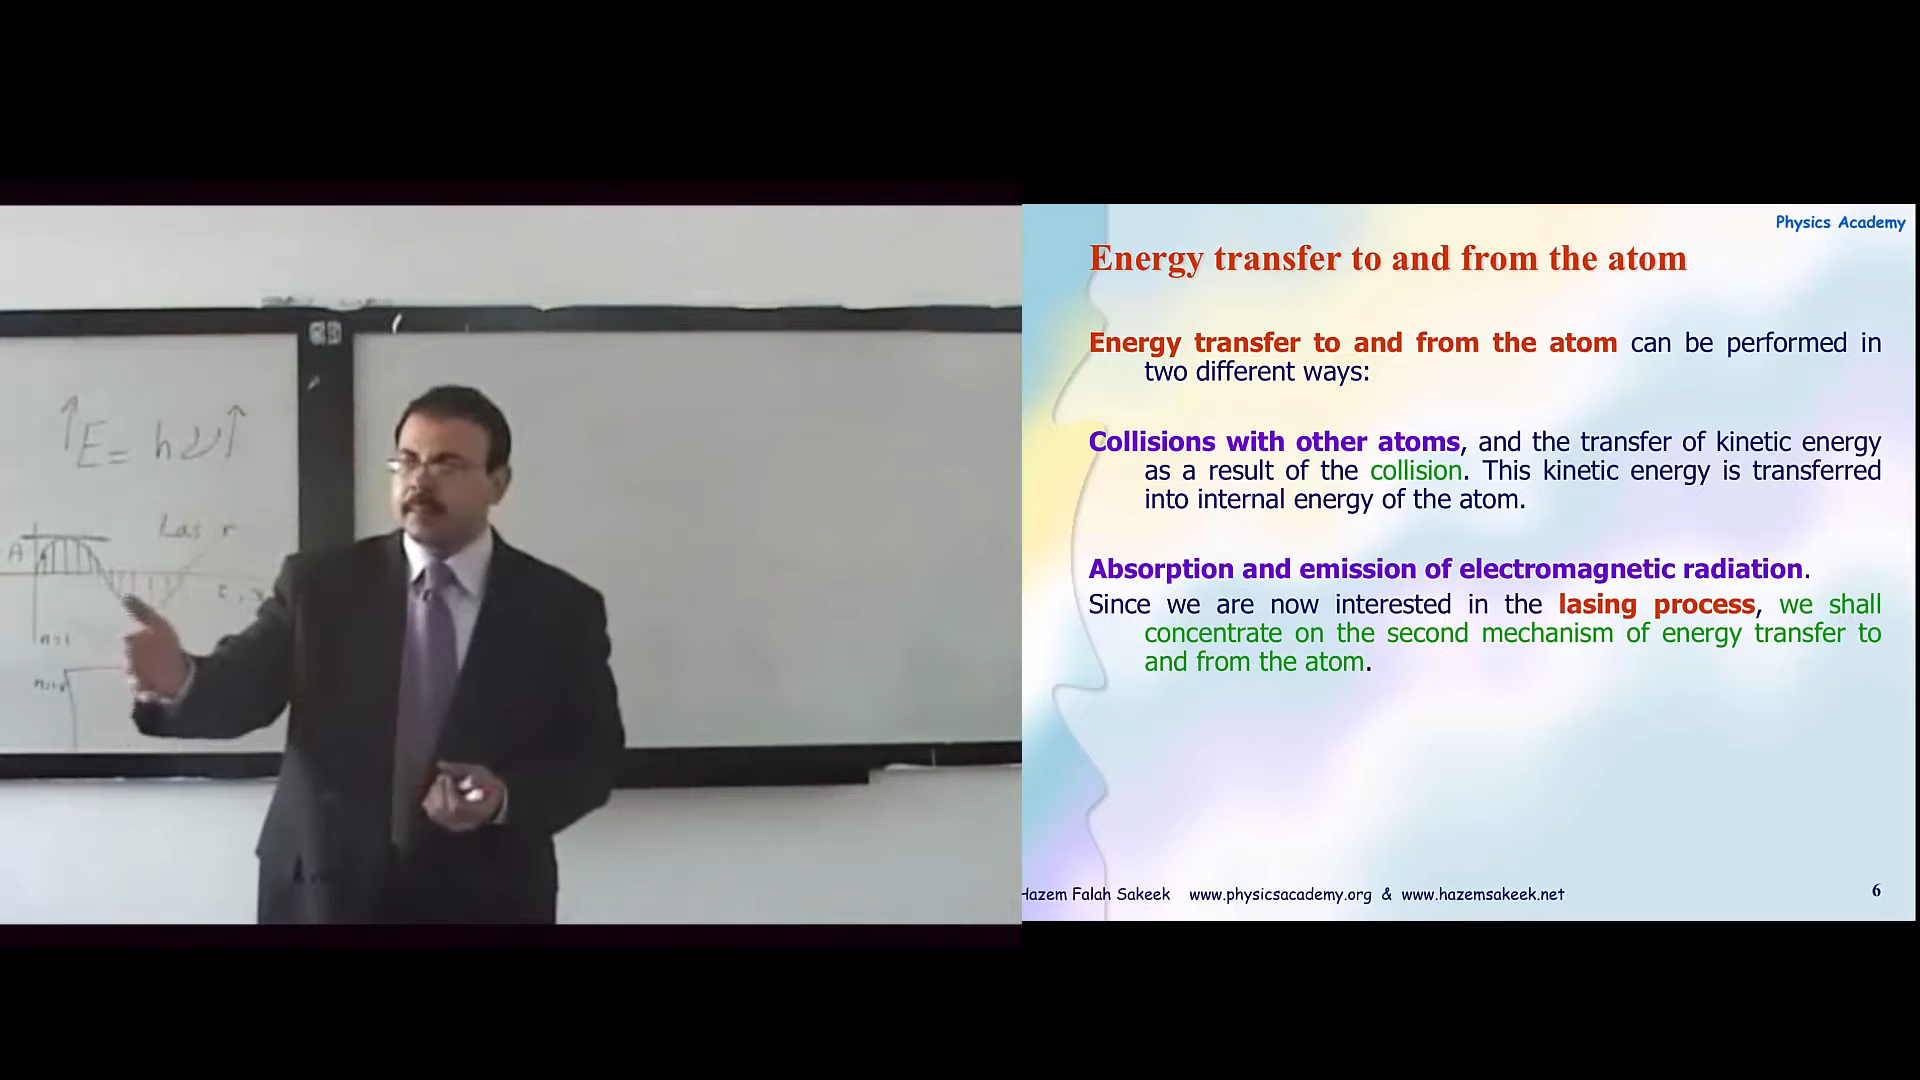 E = hν
Las r
A
n=1
Physics Academy
Energy transfer to and from the atom
Energy transfer to and from the atom can be performed in
two different ways:
Collisions with other atoms, and the transfer of kinetic energy
as a result of the collision. This kinetic energy is transferred
into internal energy of the atom.
Absorption and emission of electromagnetic radiation.
Since we are now interested in the lasing process, we shall
concentrate on the second mechanism of energy transfer to
and from the atom.
Hazem Falah Sakeek www.physicsacademy.org & www.hazemsakeek.net
6